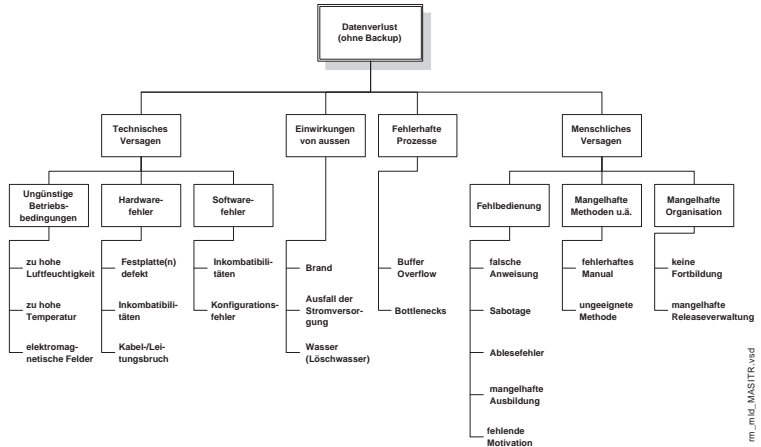 Datenverlust
(ohne Backup)
Technisches
Versagen
Einwirkungen
von aussen
Fehlerhafte
Prozesse
Menschliches
Versagen
Ungünstige
Betriebs-
bedingungen
Hardware-
fehler
Software-
fehler
Fehlbedienung
Mangelhafte
Methoden u.ä.
Mangelhafte
Organisation
zu hohe
Luftfeuchtigkeit
zu hohe
Temperatur
elektromag-
netische Felder
Festplatte(n)
defekt
Inkombatibili-
täten
Kabel-/Lei-
tungsbruch
Inkombatibili-
täten
Konfigurations-
fehler
Brand
Ausfall der
Stromversor-
gung
Wasser
(Löschwasser)
Buffer
Overflow
Bottlenecks
falsche
Anweisung
Sabotage
Ablesefehler
mangelhafte
Ausbildung
fehlende
Motivation
fehlerhaftes
Manual
ungeeignete
Methode
keine
Fortbildung
mangelhafte
Releaseverwaltung
rm_mld_MASITR.vsd